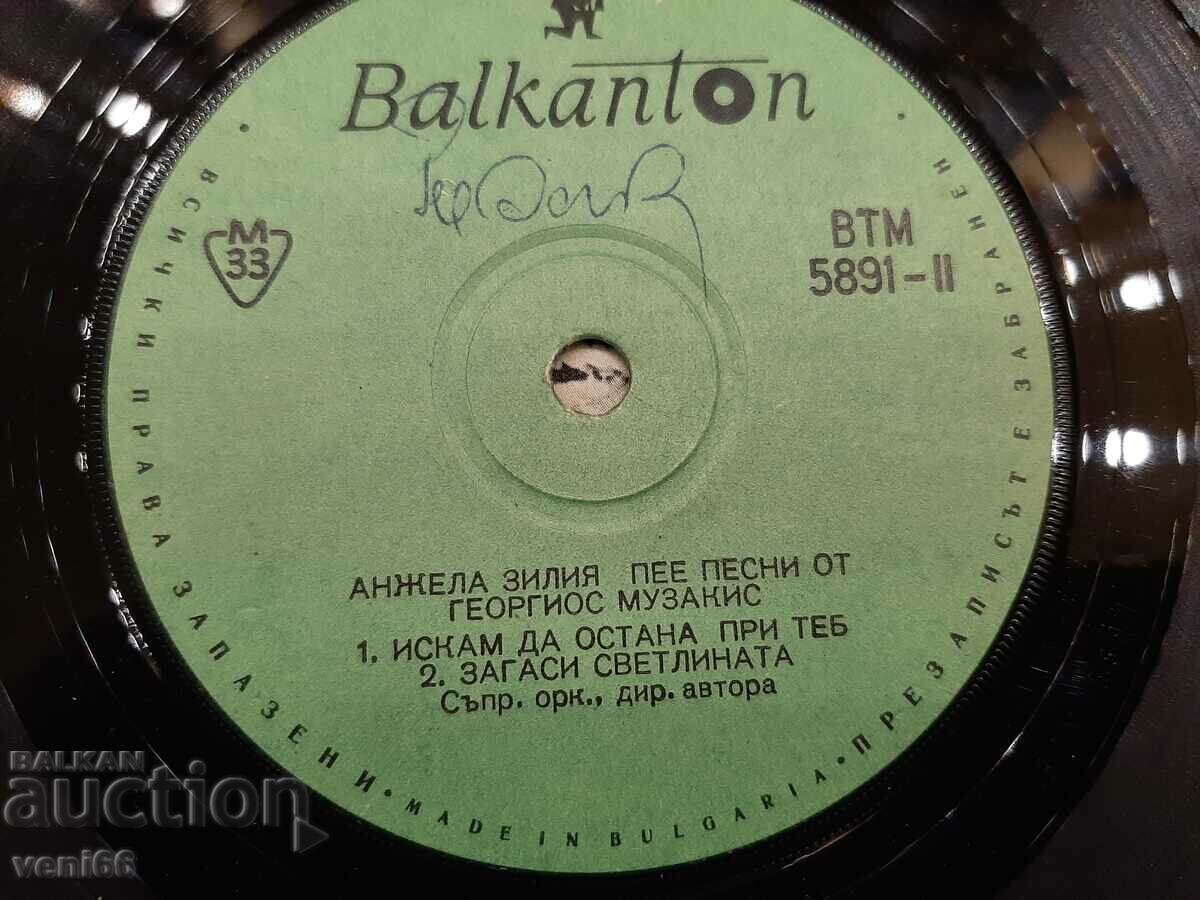 Balkanton
M
33
ВТМ
5891-II
АНЖЕЛА ЗИЛИЯ ПЕЕ ПЕСНИ ОТ
ГЕОРГИОС МУЗАКИС
1. ИСКАМ ДА ОСТАНА ПРИ ТЕБ
2. ЗАГАСИ СВЕТЛИНАТА
Съпр. орк., дир. автора
· ВСИЧКИ ПРАВА ЗАПАЗЕНИ · MADE IN BULGARIA · ПРЕЗАПИСЪТ Е ЗАБРАНЕН ·
BALKAN
auction
veni66